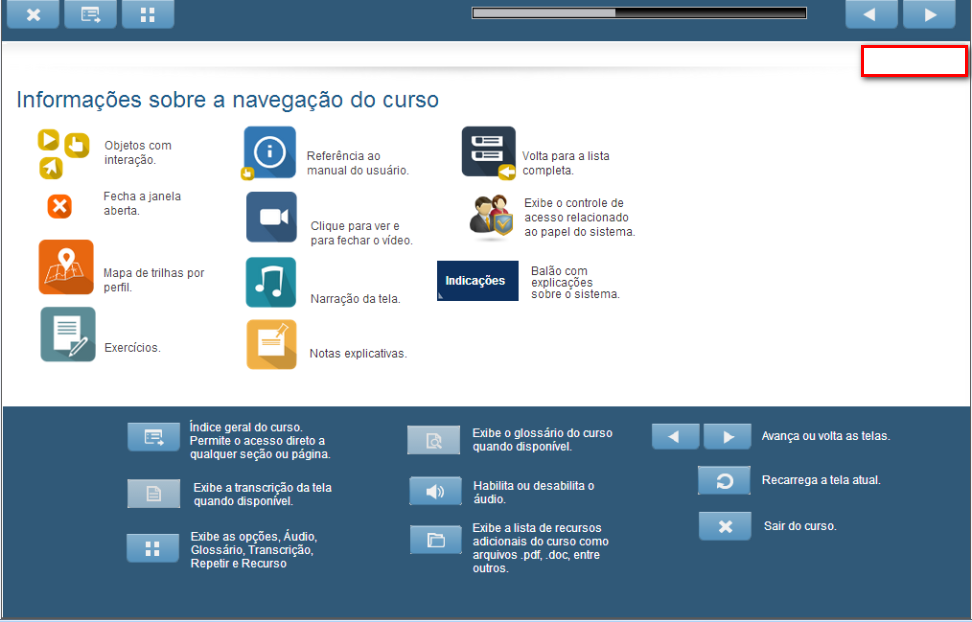 Informações sobre a navegação do curso
Objetos com
interação.
Fecha a janela
aberta.
Mapa de trilhas por
perfil.
Exercícios.
Referência ao
manual do usuário.
Clique para ver e
para fechar o vídeo.
Narração da tela.
Notas explicativas.
Volta para a lista
completa.
Exibe o controle de
acesso relacionado
ao papel do sistema.
Indicações
Balão com
explicações
sobre o sistema.
Índice geral do curso.
Permite o acesso direto a
qualquer seção ou página.
Exibe a transcrição da tela
quando disponível.
Exibe as opções, Áudio,
Glossário, Transcrição,
Repetir e Recurso
Exibe o glossário do curso
quando disponível.
Habilita ou desabilita o
áudio.
Exibe a lista de recursos
adicionais do curso como
arquivos .pdf, .doc, entre
outros.
Avança ou volta as telas.
Recarrega a tela atual.
Sair do curso.